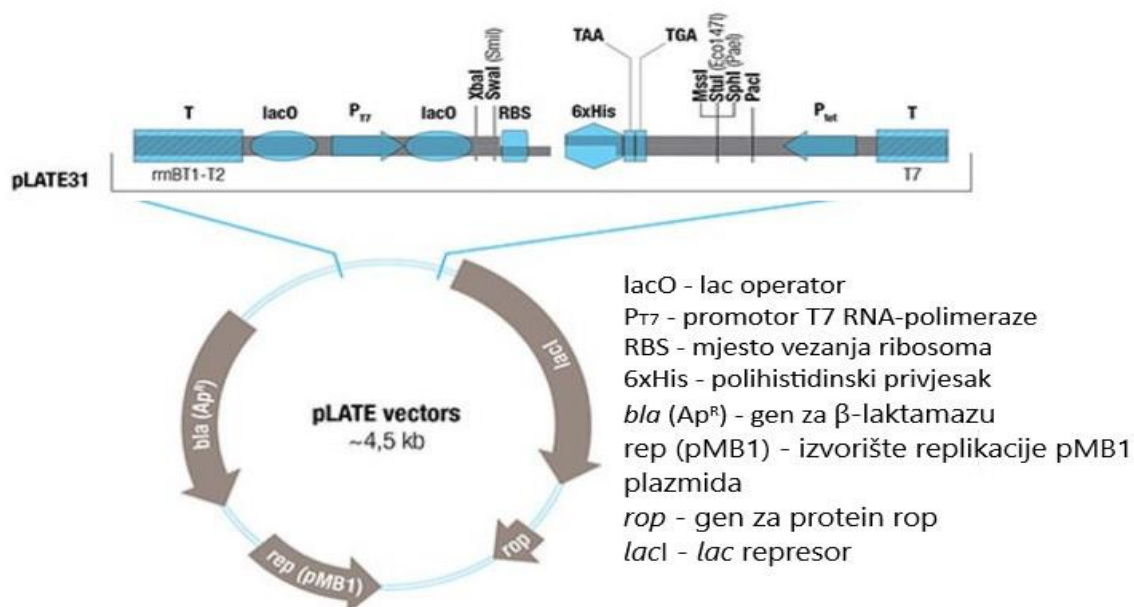 TAA
TGA
XbaI
SwaI (SmiI)
MssI
StuI (Eco147I)
SphI (PaeI)
PacI
T
lacO
PT7
lacO
RBS
6xHis
Ptet
T
rrnBT1-T2
T7
pLATE31
lacI
bla (ApR)
pLATE vectors
~4,5 kb
rop
rep (pMB1)
lacO - lac operator
PT7 - promotor T7 RNA-polimeraze
RBS - mjesto vezanja ribosoma
6xHis - polihistidinski privjesak
bla (ApR) - gen za β-laktamazu
rep (pMB1) - izvorište replikacije pMB1
plazmida
rop - gen za protein rop
lacI - lac represor